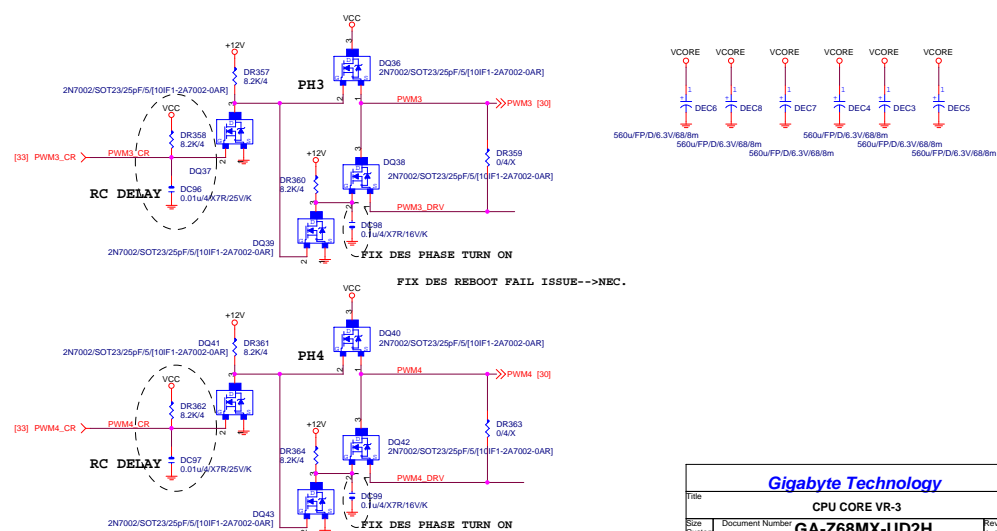 VCC
+12V
DR357
8.2K/4
DQ36
2N7002/SOT23/25pF/5/[10IF1-2A7002-0AR]
PH3
2N7002/SOT23/25pF/5/[10IF1-2A7002-0AR]
VCC
DR358
8.2K/4
PWM3
PWM3 [30]
[33] PWM3_CR
PWM3_CR
DQ37
RC DELAY
DC96
0.01u/4/X7R/25V/K
+12V
DR360
8.2K/4
DQ38
2N7002/SOT23/25pF/5/[10IF1-2A7002-0AR]
DR359
0/4/X
PWM3_DRV
DQ39
2N7002/SOT23/25pF/5/[10IF1-2A7002-0AR]
DC98
0.1u/4/X7R/16V/K
FIX DES PHASE TURN ON
FIX DES REBOOT FAIL ISSUE-->NEC.
VCORE VCORE VCORE VCORE VCORE VCORE
DEC6 DEC8 DEC7 DEC4 DEC3 DEC5
560u/FP/D/6.3V/68/8m
560u/FP/D/6.3V/68/8m
560u/FP/D/6.3V/68/8m
560u/FP/D/6.3V/68/8m
560u/FP/D/6.3V/68/8m
560u/FP/D/6.3V/68/8m
VCC
+12V
DQ41
DR361
8.2K/4
2N7002/SOT23/25pF/5/[10IF1-2A7002-0AR]
DQ40
2N7002/SOT23/25pF/5/[10IF1-2A7002-0AR]
PH4
VCC
DR362
8.2K/4
PWM4
PWM4 [30]
[33] PWM4_CR
PWM4_CR
RC DELAY
DC97
0.01u/4/X7R/25V/K
+12V
DR364
8.2K/4
DQ42
2N7002/SOT23/25pF/5/[10IF1-2A7002-0AR]
DR363
0/4/X
PWM4_DRV
DQ43
2N7002/SOT23/25pF/5/[10IF1-2A7002-0AR]
DC99
0.1u/4/X7R/16V/K
FIX DES PHASE TURN ON
Gigabyte Technology
Title
CPU CORE VR-3
Size
Document Number
GA-Z68MX-UD2H
Rev